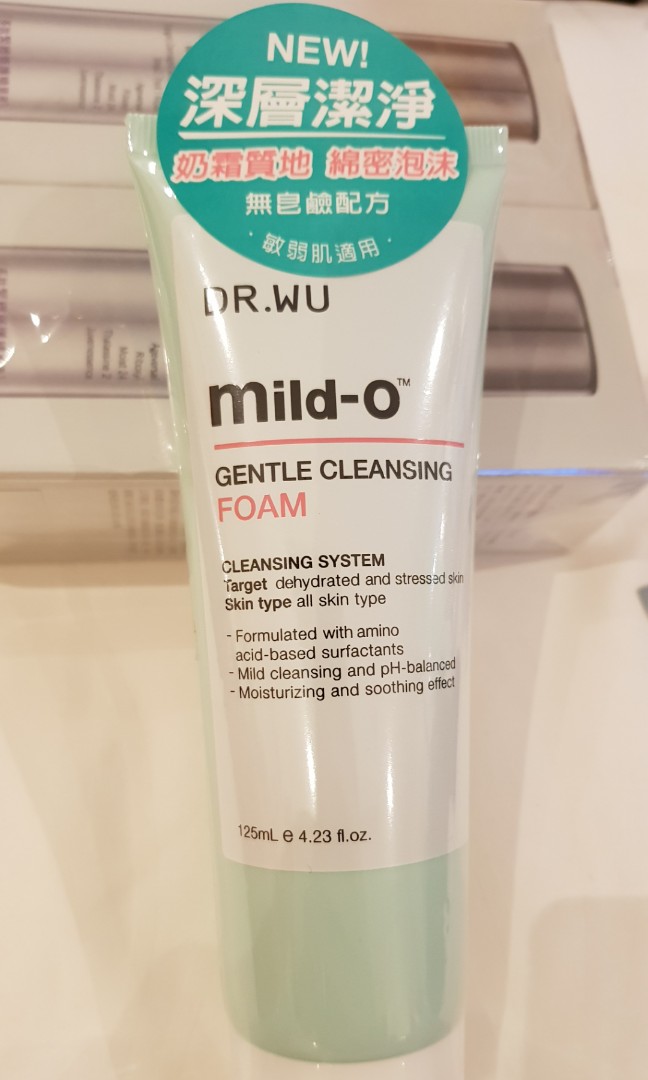 NEW!
深層潔淨
奶霜質地 綿密泡沫
無皂鹼配方
·敏弱肌適用·
DR.WU
mild-o™
GENTLE CLEANSING
FOAM
CLEANSING SYSTEM
Target dehydrated and stressed skin
Skin type all skin type
- Formulated with amino
acid-based surfactants
- Mild cleansing and pH-balanced
- Moisturizing and soothing effect
125mL ℮ 4.23 fl.oz.